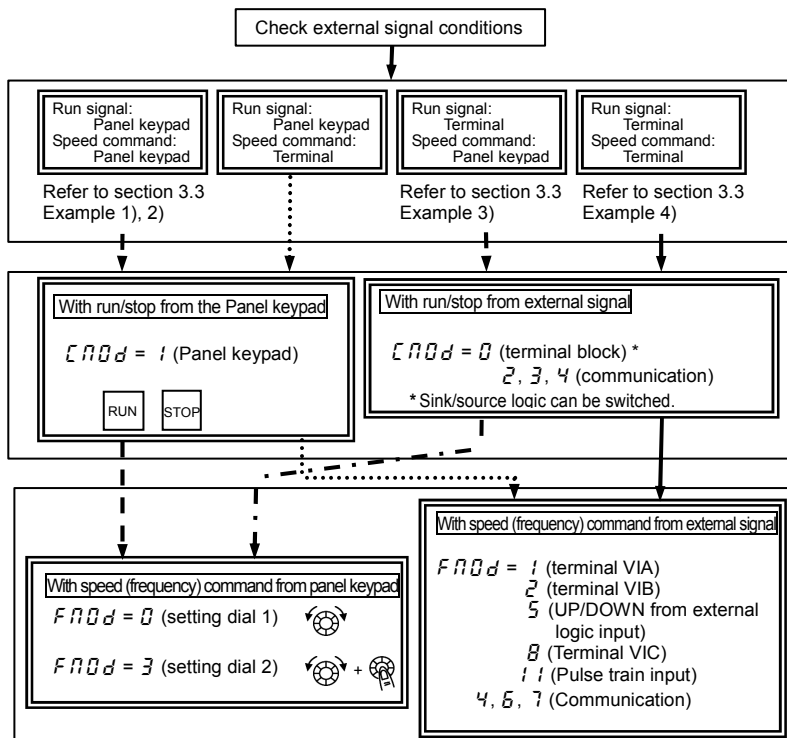 Check external signal conditions
Run signal:
Panel keypad
Speed command:
Panel keypad
Run signal:
Panel keypad
Speed command:
Terminal
Run signal:
Terminal
Speed command:
Panel keypad
Run signal:
Terminal
Speed command:
Terminal
Refer to section 3.3
Example 1), 2)
Refer to section 3.3
Example 3)
Refer to section 3.3
Example 4)
With run/stop from the Panel keypad
CMOd = 1 (Panel keypad)
RUN
STOP
With run/stop from external signal
CMOd = 0 (terminal block) *
2, 3, 4 (communication)
* Sink/source logic can be switched.
With speed (frequency) command from panel keypad
FMOd = 0 (setting dial 1)
FMOd = 3 (setting dial 2)
+
With speed (frequency) command from external signal
FMOd = 1 (terminal VIA)
2 (terminal VIB)
5 (UP/DOWN from external
logic input)
8 (Terminal VIC)
11 (Pulse train input)
4, 6, 7 (Communication)